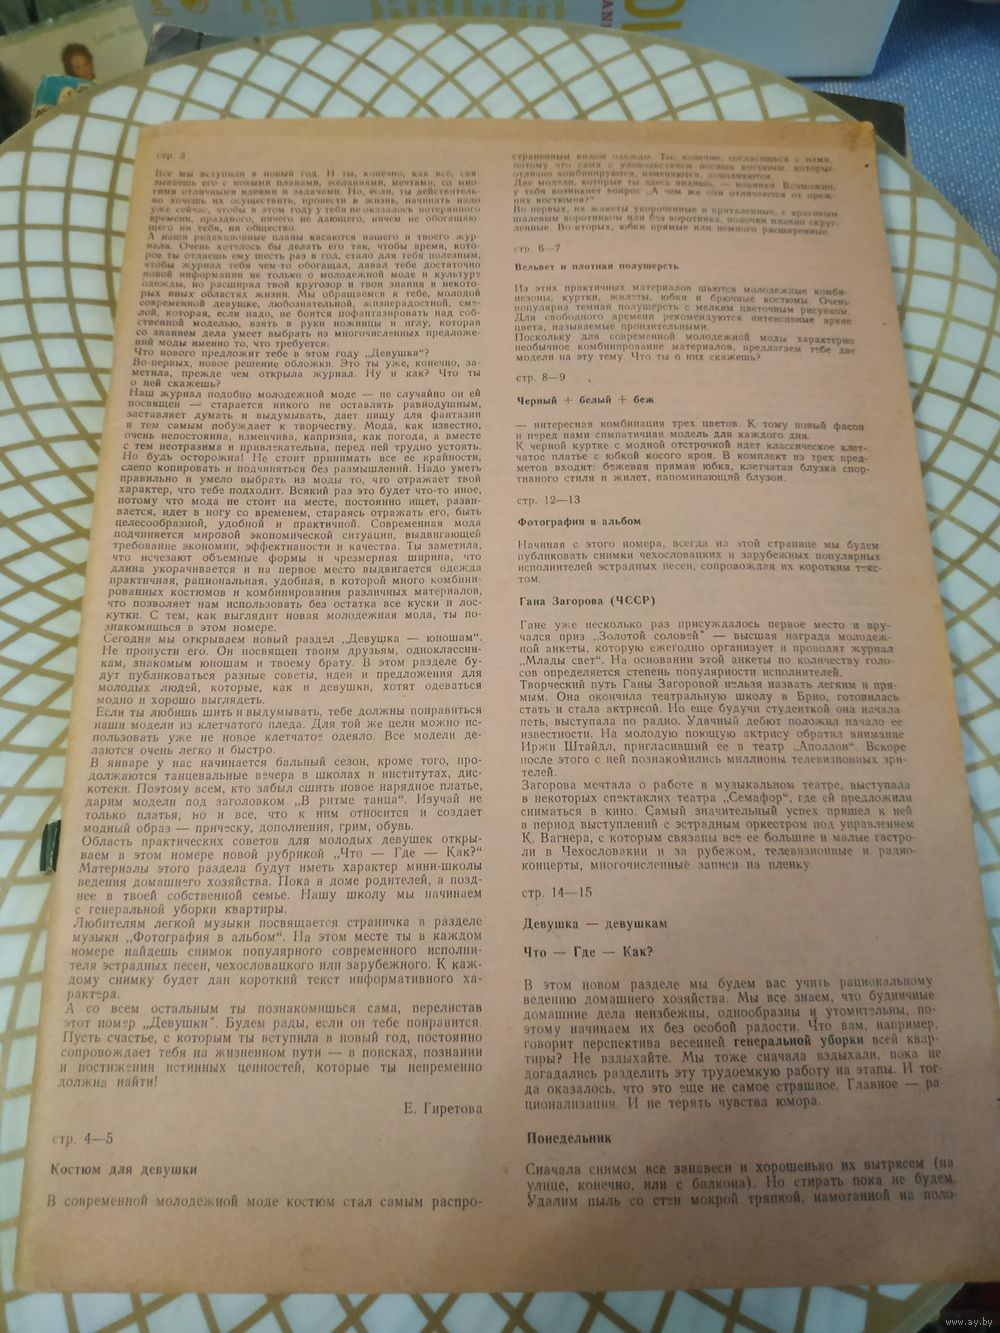 стр. 3
Все мы вступили в новый год. И ты, конечно, как все, свя-
зываешь его с новыми планами, желаниями, мечтами, со мно-
гими отличными идеями и задачами. Но, если, ты действитель-
но хочешь их осуществить, провести в жизнь, начинать надо
уже сейчас, чтобы в этом году у тебя не оказалось потерянного
времени, праздного, ничего не дающего, ничем не обогащаю-
щего ни тебя, ни общество.
А наши редакционные планы касаются нашего и твоего жур-
нала. Очень хотелось бы делать его так, чтобы время, кото-
рое ты отдаешь ему шесть раз в год, стало для тебя полезным,
чтобы журнал тебя чем-то обогащал, давал тебе достаточно
новой информации не только о молодежной моде и культуре
одежды, но расширял твой кругозор и твои знания в некото-
рых иных областях жизни. Мы обращаемся к тебе, молодой
современной девушке, любознательной, жизнерадостной, сме-
лой, которая, если надо, не боится пофантазировать над соб-
ственной моделью, взять в руки ножницы и иглу, которая
со знанием дела умеет выбрать из многочисленных предложе-
ний моды именно то, что требуется.
Что нового предложит тебе в этом году „Девушка“?
Во-первых, новое решение обложки. Это ты уже, конечно, за-
метила, прежде чем открыла журнал. Ну и как? Что ты
о ней скажешь?
Наш журнал подобно молодежной моде — не случайно он ей
посвящен — старается никого не оставлять равнодушным,
заставляет думать и выдумывать, дает пищу для фантазии
и тем самым побуждает к творчеству. Мода, как известно,
очень непостоянна, изменчива, капризна, как погода, а вместе
с тем неотразима и привлекательна, перед ней трудно устоять.
Но будь осторожна! Не стоит принимать все ее крайности,
слепо копировать и подчиняться без размышлений. Надо уметь
правильно и умело выбрать из моды то, что отражает твой
характер, что тебе подходит. Всякий раз это будет что-то иное,
потому что мода не стоит на месте, постоянно ищет, разви-
вается, идет в ногу со временем, стараясь отражать его, быть
целесообразной, удобной и практичной. Современная мода
подчиняется мировой экономической ситуации, выдвигающей
требование экономии, эффективности и качества. Ты заметила,
что исчезают объемные формы и чрезмерная ширина, что
длина укорачивается и на первое место выдвигается одежда
практичная, рациональная, удобная, в которой много комбини-
рованных костюмов и комбинирования различных материалов,
что позволяет нам использовать без остатка все куски и лос-
кутки. С тем, как выглядит новая молодежная мода, ты по-
знакомишься в этом номере.
Сегодня мы открываем новый раздел „Девушка — юношам“.
Не пропусти его. Он посвящен твоим друзьям, одноклассни-
кам, знакомым юношам и твоему брату. В этом разделе бу-
дут публиковаться разные советы, идеи и предложения для
молодых людей, которые, как и девушки, хотят одеваться
модно и хорошо выглядеть.
Если ты любишь шить и выдумывать, тебе должны понравиться
наши модели из клетчатого пледа. Для той же цели можно ис-
пользовать уже не новое клетчатое одеяло. Все модели де-
лаются очень легко и быстро.
В январе у нас начинается бальный сезон, кроме того, про-
должаются танцевальные вечера в школах и институтах, дис-
котеки. Поэтому всем, кто забыл сшить новое нарядное платье,
дарим модели под заголовком „В ритме танца“. Изучай не
только платья, но и все, что к ним относится и создает
модный образ — прическу, дополнения, грим, обувь.
Область практических советов для молодых девушек откры-
ваем в этом номере новой рубрикой „Что — Где — Как?“
Материалы этого раздела будут иметь характер мини-школы
ведения домашнего хозяйства. Пока в доме родителей, а позд-
нее в твоей собственной семье. Нашу школу мы начинаем
с генеральной уборки квартиры.
Любителям легкой музыки посвящается страничка в разделе
музыки „Фотография в альбом“. На этом месте ты в каждом
номере найдешь снимок популярного современного исполни-
теля эстрадных песен, чехословацкого или зарубежного. К каж-
дому снимку будет дан короткий текст информативного ха-
рактера.
А со всем остальным ты познакомишься сама, перелистав
этот номер „Девушки“. Будем рады, если он тебе понравится.
Пусть счастье, с которым ты вступила в новый год, постоянно
сопровождает тебя на жизненном пути — в поисках, познании
и постижении истинных ценностей, которые ты непременно
должна найти!
Е. Гиретова
стр. 4—5
Костюм для девушки
В современной молодежной моде костюм стал самым распро-
страненным видом одежды. Ты, конечно, согласишься с нами,
потому что сама с удовольствием носишь костюмы, которые
отлично комбинируются, изменяются, дополняются.
Две модели, которые ты здесь видишь, — новинки. Возможно,
у тебя возникнет вопрос „А чем же они отличаются от преж-
них костюмов?“
Во первых, их жакеты укороченные и приталенные, с красивым
шалевым воротником или без воротника, полочки плавно скруг-
ленные. Во-вторых, юбки прямые или немного расширенные.
стр. 6—7
Вельвет и плотная полушерсть
Из этих практичных материалов шьются молодежные комби-
незоны, куртки, жилеты, юбки и брючные костюмы. Очень
популярна темная полушерсть с мелким цветочным рисунком.
Для свободного времени рекомендуются интенсивные яркие
цвета, называемые пронзительными.
Поскольку для современной молодежной моды характерно
необычное комбинирование материалов, предлагаем тебе две
модели на эту тему. Что ты о них скажешь?
стр. 8—9
Черный + белый + беж
— интересная комбинация трех цветов. К тому новый фасон
и перед нами симпатичная модель для каждого дня.
К черной куртке с модной отстрочкой идет классическое клет-
чатое платье с юбкой косого кроя. В комплект из трех пред-
метов входят: бежевая прямая юбка, клетчатая блузка спор-
тивного стиля и жилет, напоминающий блузон.
стр. 12—13
Фотография в альбом
Начиная с этого номера, всегда на этой странице мы будем
публиковать снимки чехословацких и зарубежных популярных
исполнителей эстрадных песен, сопровождая их коротким текс-
том.
Гана Загорова (ЧССР)
Гане уже несколько раз присуждалось первое место и вру-
чался приз „Золотой соловей“ — высшая награда молодеж-
ной анкеты, которую ежегодно организует и проводит журнал
„Млады свет“. На основании этой анкеты по количеству голо-
сов определяется степень популярности исполнителей.
Творческий путь Ганы Загоровой нельзя назвать легким и пря-
мым. Она окончила театральную школу в Брно, готовилась
стать и стала актрисой. Но еще будучи студенткой она начала
петь, выступала по радио. Удачный дебют положил начало ее
известности. На молодую поющую актрису обратил внимание
Иржи Штайдл, пригласивший ее в театр „Аполлон“. Вскоре
после этого с ней познакомились миллионы телевизионных зри-
телей.
Загорова мечтала о работе в музыкальном театре, выступала
в некоторых спектаклях театра „Семафор“, где ей предложили
сниматься в кино. Самый значительный успех пришел к ней
в период выступлений с эстрадным оркестром под управлением
К. Вагнера, с которым связаны все ее большие и малые гастро-
ли в Чехословакии и за рубежом, телевизионные и радио-
концерты, многочисленные записи на пленку.
стр. 14—15
Девушка — девушкам
Что — Где — Как?
В этом новом разделе мы будем вас учить рациональному
ведению домашнего хозяйства. Мы все знаем, что будничные
домашние дела неизбежны, однообразны и утомительны, по-
этому начинаем их без особой радости. Что вам, например,
говорит перспектива весенней генеральной уборки всей квар-
тиры? Не вздыхайте. Мы тоже сначала вздыхали, пока не
догадались разделить эту трудоемкую работу на этапы. И тог-
да оказалось, что это еще не самое страшное. Главное — ра-
ционализация. И не терять чувства юмора.
Понедельник
Сначала снимем все занавеси и хорошенько их вытрясем (на
улице, конечно, или с балкона). Но стирать пока не будем.
Удалим пыль со стен мокрой тряпкой, намотанной на поло-
www.ay.by